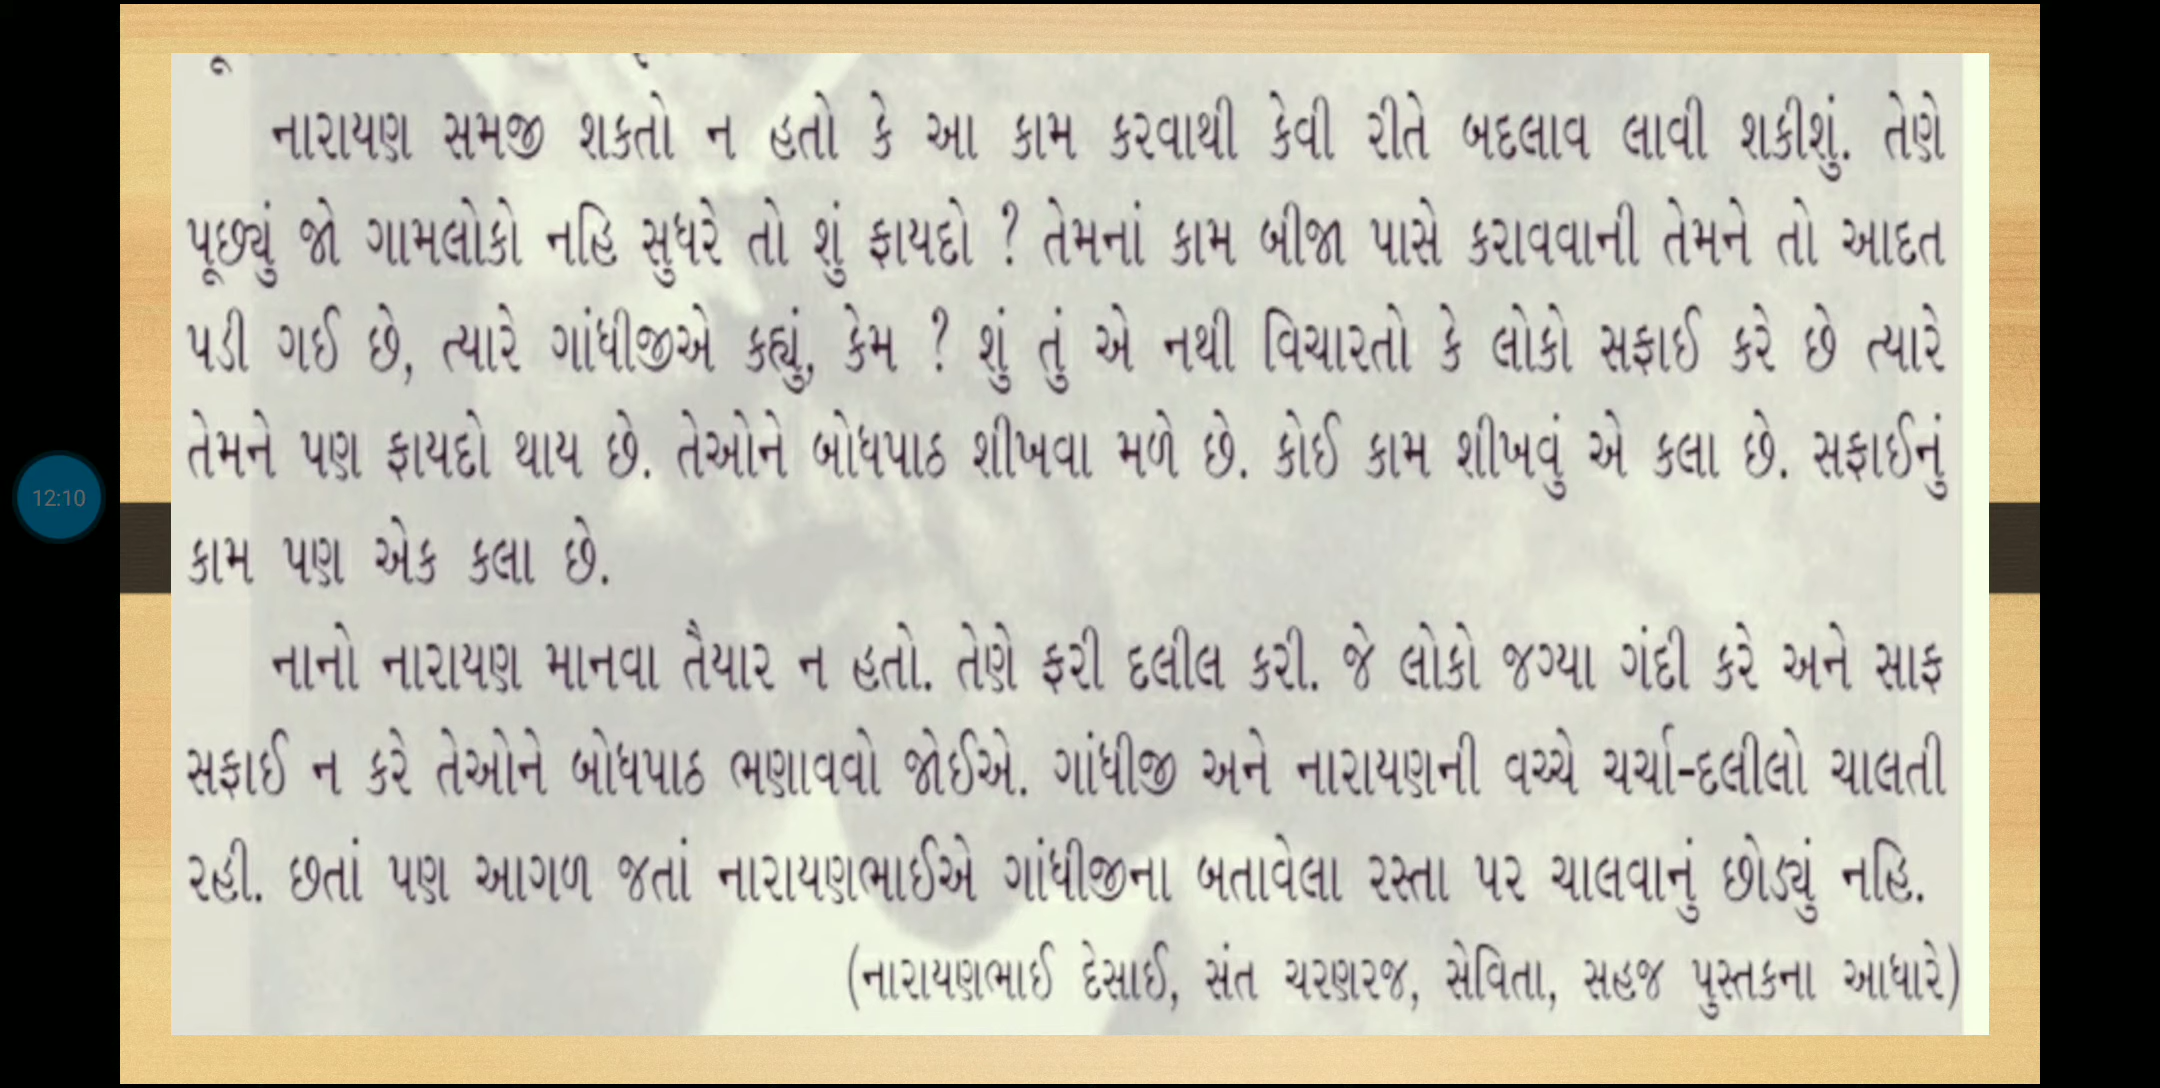 નારાયણ સમજી શકતો ન હતો કે આ કામ કરવાથી કેવી રીતે બદલાવ લાવી શકીશું. તેણે
પૂછ્યું જો ગામલોકો નહિ સુધરે તો શું ફાયદો ? તેમનાં કામ બીજા પાસે કરાવવાની તેમને તો આદત
પડી ગઈ છે, ત્યારે ગાંધીજીએ કહ્યું, કેમ ? શું તું એ નથી વિચારતો કે લોકો સફાઈ કરે છે ત્યારે
તેમને પણ ફાયદો થાય છે. તેઓને બોધપાઠ શીખવા મળે છે. કોઈ કામ શીખવું એ કલા છે. સફાઈનું
12:10
કામ પણ એક કલા છે.
નાનો નારાયણ માનવા તૈયાર ન હતો. તેણે ફરી દલીલ કરી. જે લોકો જગ્યા ગંદી કરે અને સાફ
સફાઈ ન કરે તેઓને બોધપાઠ ભણાવવો જોઈએ. ગાંધીજી અને નારાયણની વચ્ચે ચર્ચા-દલીલો ચાલતી
રહી. છતાં પણ આગળ જતાં નારાયણભાઈએ ગાંધીજીના બતાવેલા રસ્તા પર ચાલવાનું છોડ્યું નહિ.
(નારાયણભાઈ દેસાઈ, સંત ચરણરજ, સેવિતા, સહજ પુસ્તકના આધારે)